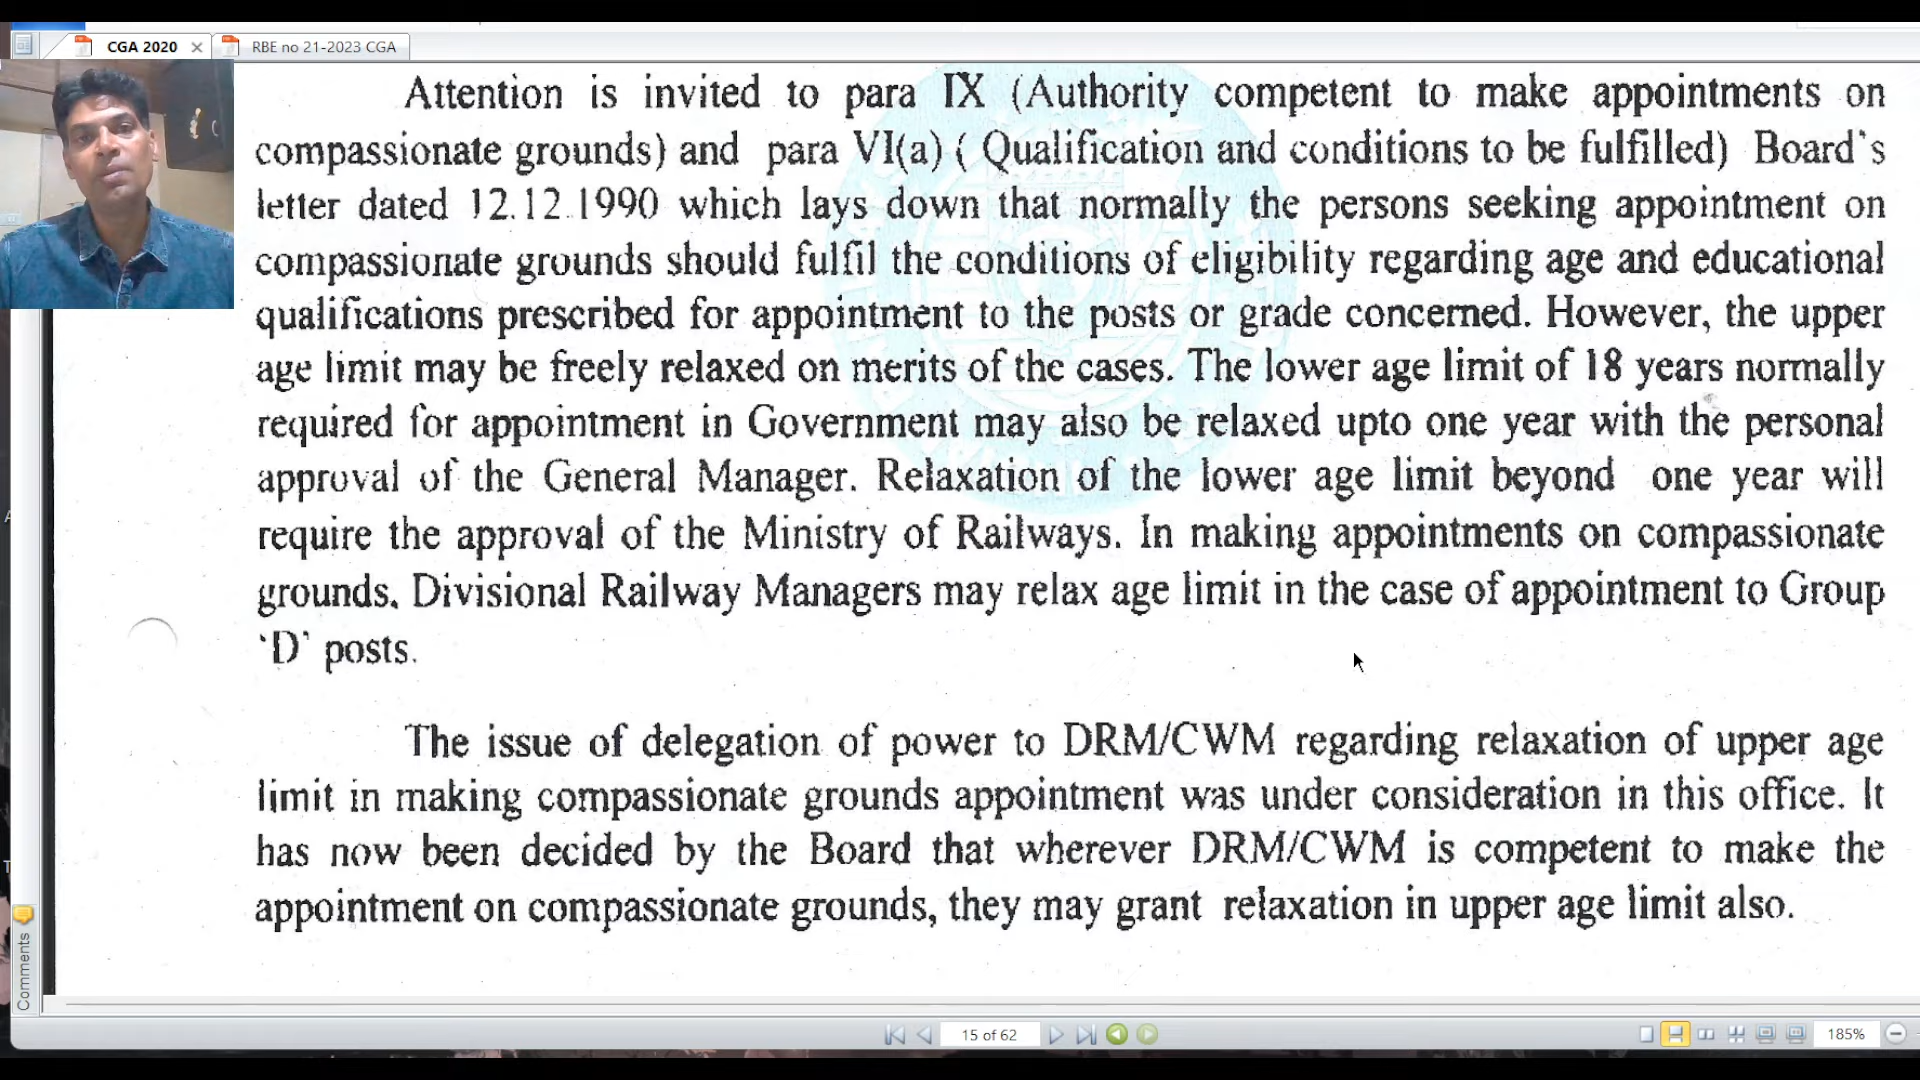 CGA 2020
RBE no 21-2023 CGA
Attention is invited to para IX (Authority competent to make appointments on
compassionate grounds) and para VI(a) ( Qualification and conditions to be fulfilled) Board's
letter dated 12.12.1990 which lays down that normally the persons seeking appointment on
compassionate grounds should fulfil the conditions of eligibility regarding age and educational
qualifications prescribed for appointment to the posts or grade concerned. However, the upper
age limit may be freely relaxed on merits of the cases. The lower age limit of 18 years normally
required for appointment in Government may also be relaxed upto one year with the personal
approval of the General Manager. Relaxation of the lower age limit beyond one year will
require the approval of the Ministry of Railways. In making appointments on compassionate
grounds, Divisional Railway Managers may relax age limit in the case of appointment to Group
'D' posts.
The issue of delegation of power to DRM/CWM regarding relaxation of upper age
limit in making compassionate grounds appointment was under consideration in this office. It
has now been decided by the Board that wherever DRM/CWM is competent to make the
appointment on compassionate grounds, they may grant relaxation in upper age limit also.
Comments
15 of 62
185%